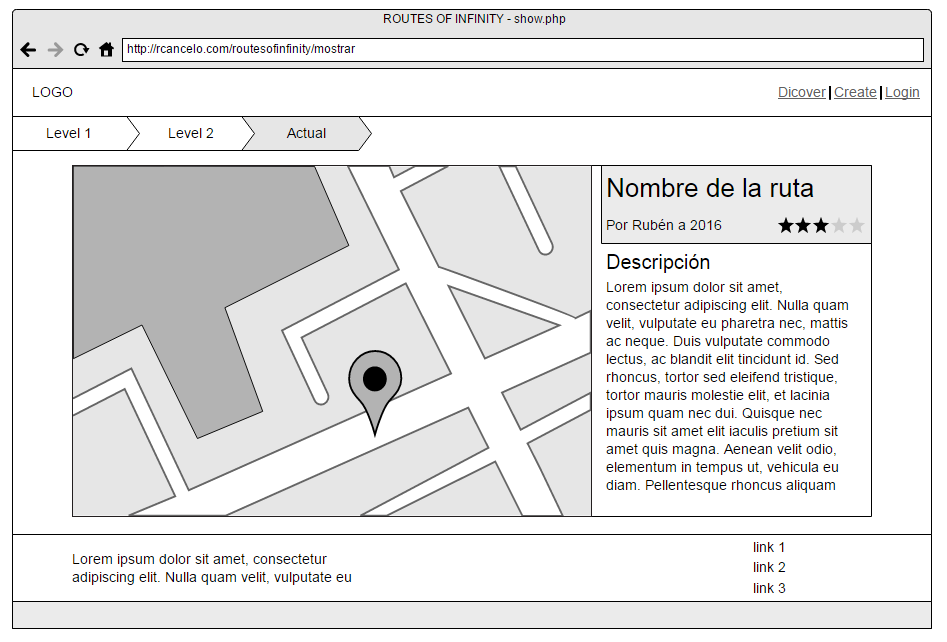 ROUTES OF INFINITY - show.php
http://rcancelo.com/routesofinfinity/mostrar
LOGO
Dicover | Create | Login
Level 1
Level 2
Actual
Nombre de la ruta
Por Rubén a 2016
Descripción
Lorem ipsum dolor sit amet,
consectetur adipiscing elit. Nulla quam
velit, vulputate eu pharetra nec, mattis
ac neque. Duis vulputate commodo
lectus, ac blandit elit tincidunt id. Sed
rhoncus, tortor sed eleifend tristique,
tortor mauris molestie elit, et lacinia
ipsum quam nec dui. Quisque nec
mauris sit amet elit iaculis pretium sit
amet quis magna. Aenean velit odio,
elementum in tempus ut, vehicula eu
diam. Pellentesque rhoncus aliquam
Lorem ipsum dolor sit amet, consectetur
adipiscing elit. Nulla quam velit, vulputate eu
link 1
link 2
link 3